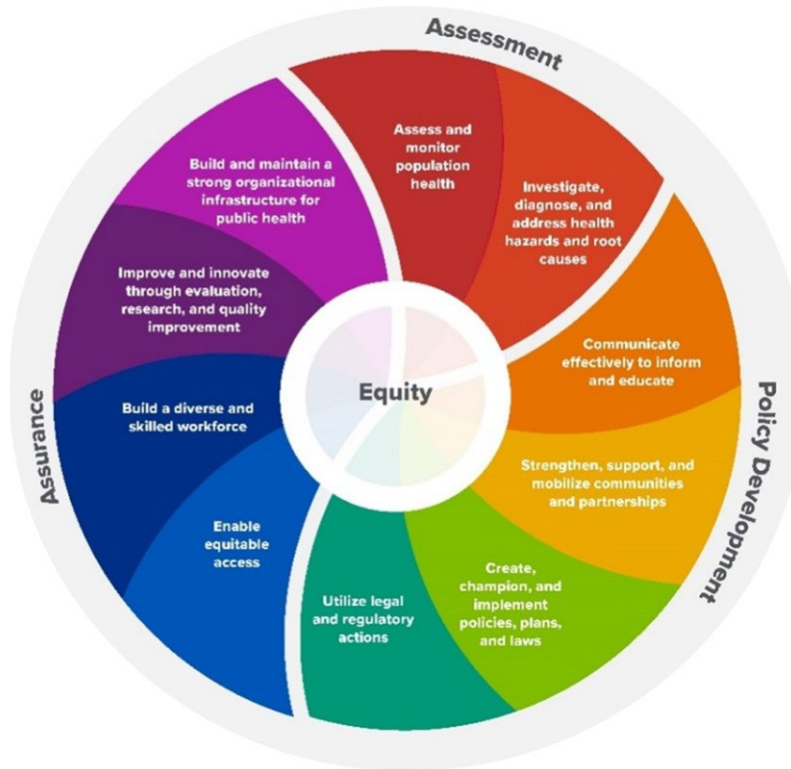 Assessment
Assess and
monitor
population
health
Investigate,
diagnose, and
address health
hazards and root
causes
Policy Development
Communicate
effectively to inform
and educate
Strengthen, support, and
mobilize communities
and partnerships
Create,
champion, and
implement
policies, plans,
and laws
Utilize legal
and regulatory
actions
Assurance
Enable
equitable
access
Build a diverse and
skilled workforce
Improve and innovate
through evaluation,
research, and quality
improvement
Build and maintain a
strong organizational
infrastructure for
public health
Equity